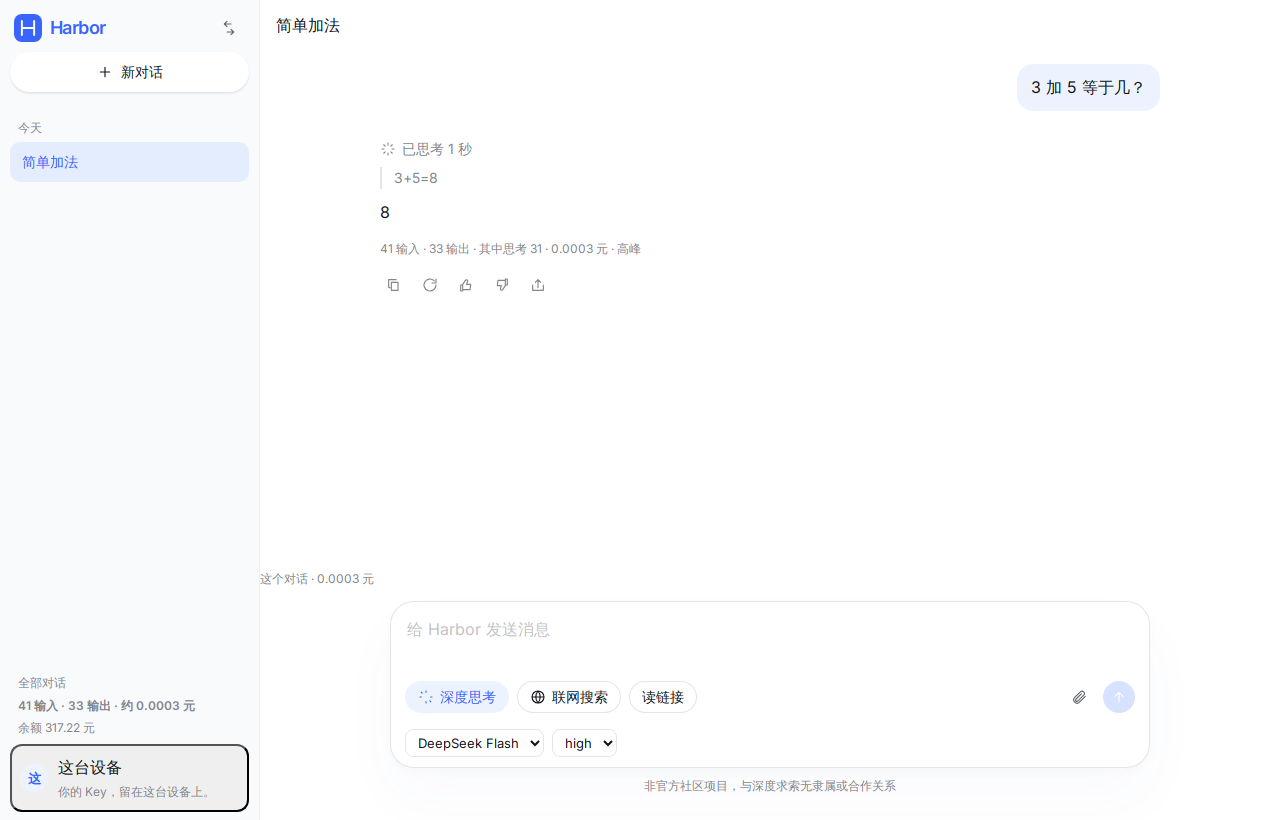 Harbor
新对话
今天
简单加法
全部对话
41 输入 · 33 输出 · 约 0.0003 元
余额 317.22 元
这
这台设备
你的 Key，留在这台设备上。
简单加法
3 加 5 等于几？
已思考 1 秒
3+5=8
8
41 输入 · 33 输出 · 其中思考 31 · 0.0003 元 · 高峰
这个对话 · 0.0003 元
给 Harbor 发送消息
深度思考
联网搜索
读链接
DeepSeek Flash
high
非官方社区项目，与深度求索无隶属或合作关系